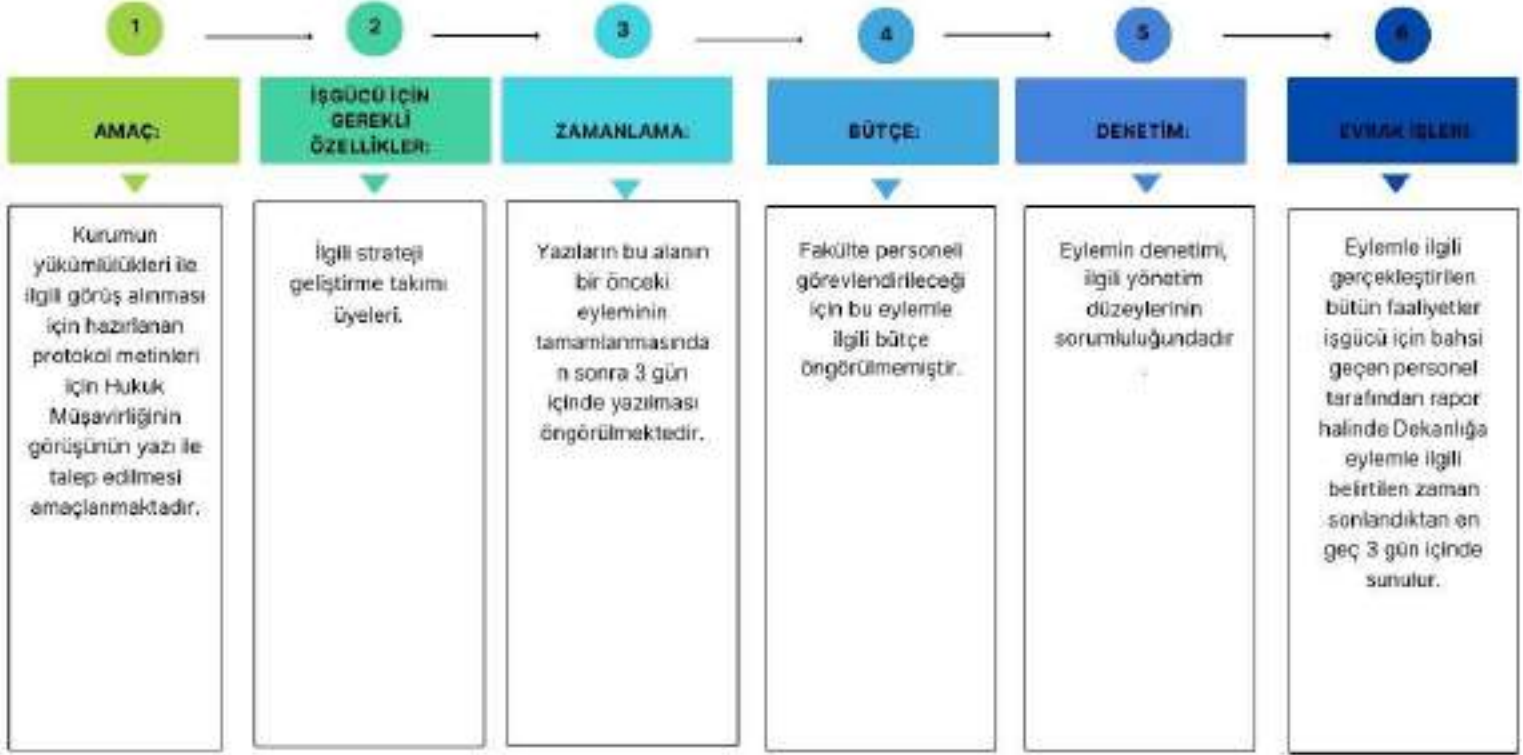 1
2
3
4
5
6
AMAÇ:
İŞGÜCÜ İÇİN
GEREKLİ
ÖZELLİKLER:
ZAMANLAMA:
BÜTÇE:
DENETİM:
EVRAK İŞLERİ:
Kurumun
yükümlülükleri ile
ilgili görüş alınması
için hazırlanan
protokol metinleri
için Hukuk
Müşavirliğinin
görüşünün yazı ile
talep edilmesi
amaçlanmaktadır.
İlgili strateji
geliştirme takımı
üyeleri.
Yazıların bu alanın
bir önceki
eyleminin
tamamlanmasında
n sonra 3 gün
içinde yazılması
öngörülmektedir.
Fakülte personeli
görevlendirileceği
için bu eylemle
ilgili bütçe
öngörülmemiştir.
Eylemin denetimi,
ilgili yönetim
düzeylerinin
sorumluluğundadır
.
Eylemle ilgili
gerçekleştirilen
bütün faaliyetler
işgücü için bahsi
geçen personel
tarafından rapor
halinde Dekanlığa
eylemle ilgili
belirtilen zaman
sonlandıktan en
geç 3 gün içinde
sunulur.